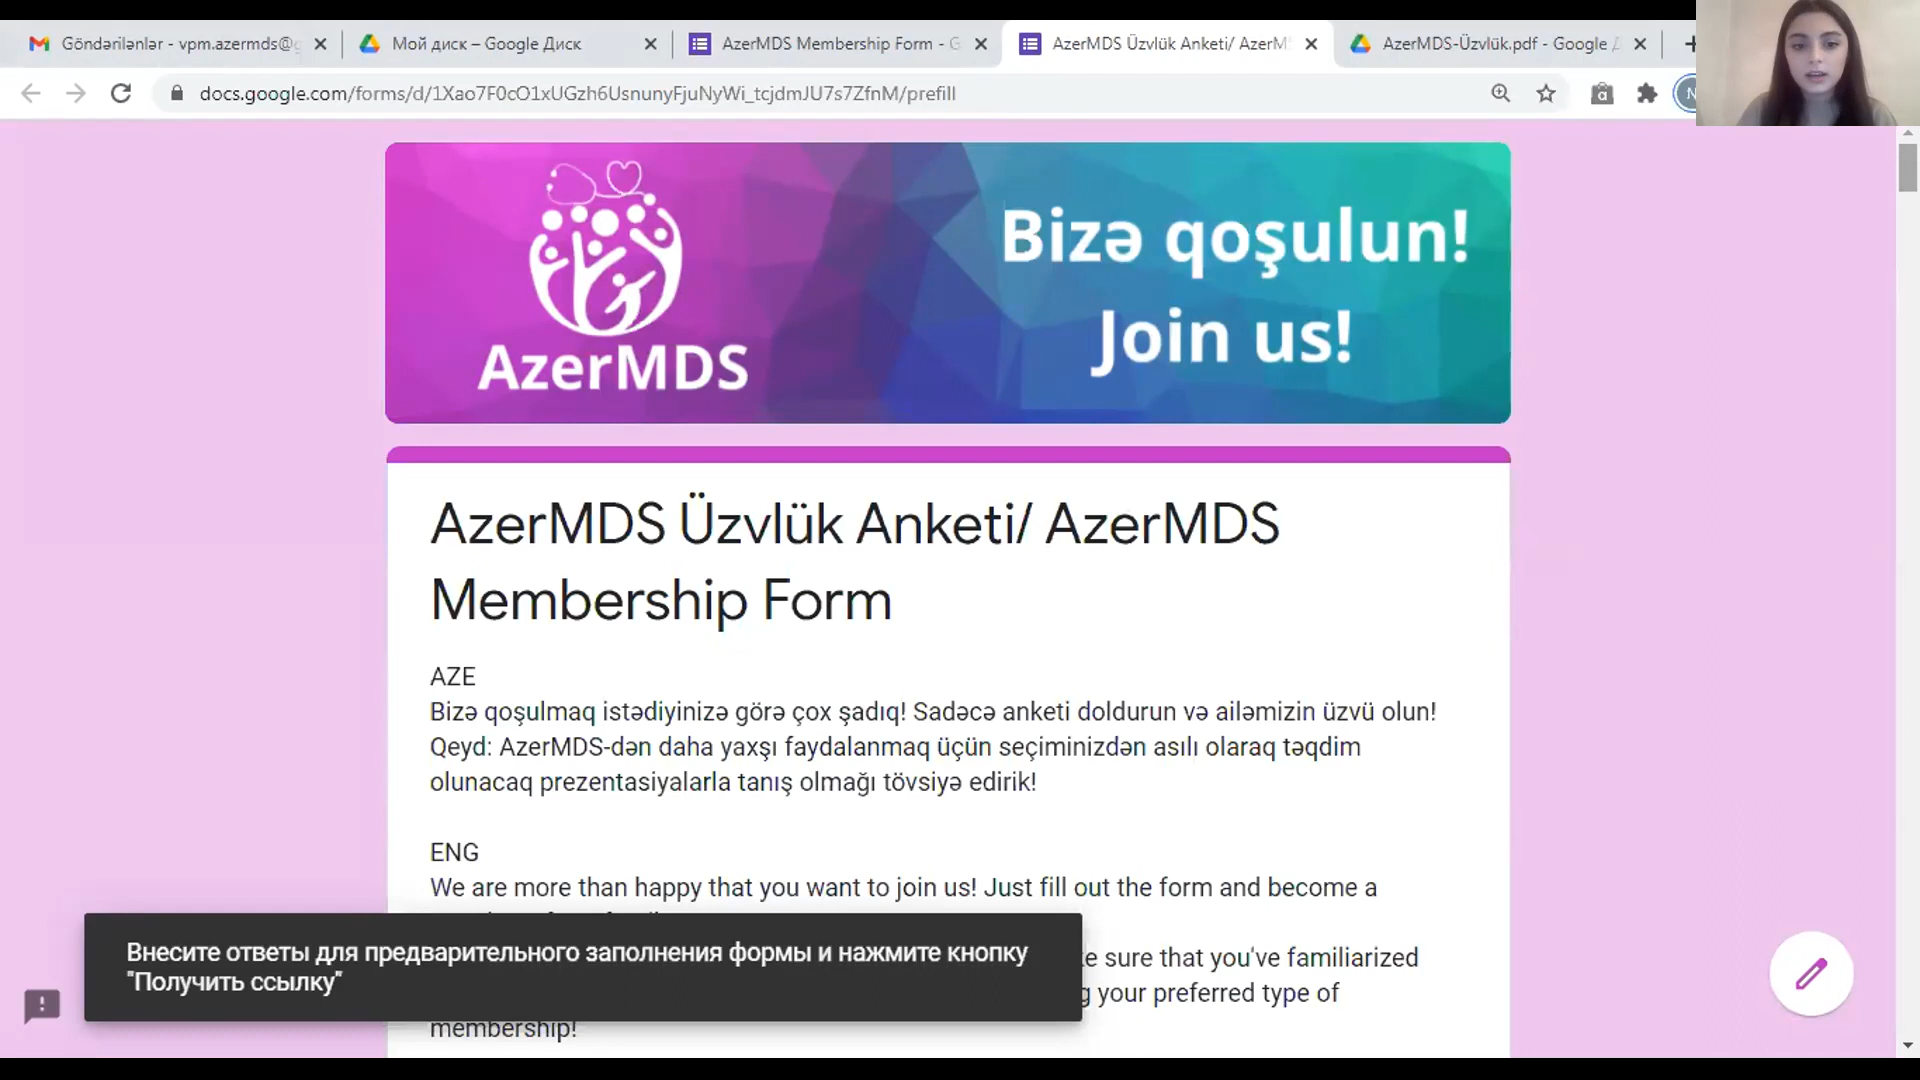 Göndərilənlər - vpm.azermds@
Мой диск – Google Диск
AzerMDS Membership Form - G
AzerMDS Üzvlük Anketi/ AzerM
AzerMDS-Üzvlük.pdf - Google
docs.google.com/forms/d/1Xao7F0cO1xUGzh6UsnunyFjuNyWi_tcjdmJU7s7ZfnM/prefill
Bizə qoşulun!
Join us!
AzerMDS
AzerMDS Üzvlük Anketi/ AzerMDS
Membership Form
AZE
Bizə qoşulmaq istədiyinizə görə çox şadıq! Sadəcə anketi doldurun və ailəmizin üzvü olun!
Qeyd: AzerMDS-dən daha yaxşı faydalanmaq üçün seçiminizdən asılı olaraq təqdim
olunacaq prezentasiyalarla tanış olmağı tövsiyə edirik!
ENG
We are more than happy that you want to join us! Just fill out the form and become a
Внесите ответы для предварительного заполнения формы и нажмите кнопку
"Получить ссылку"
sure that you've familiarized
your preferred type of
membership!